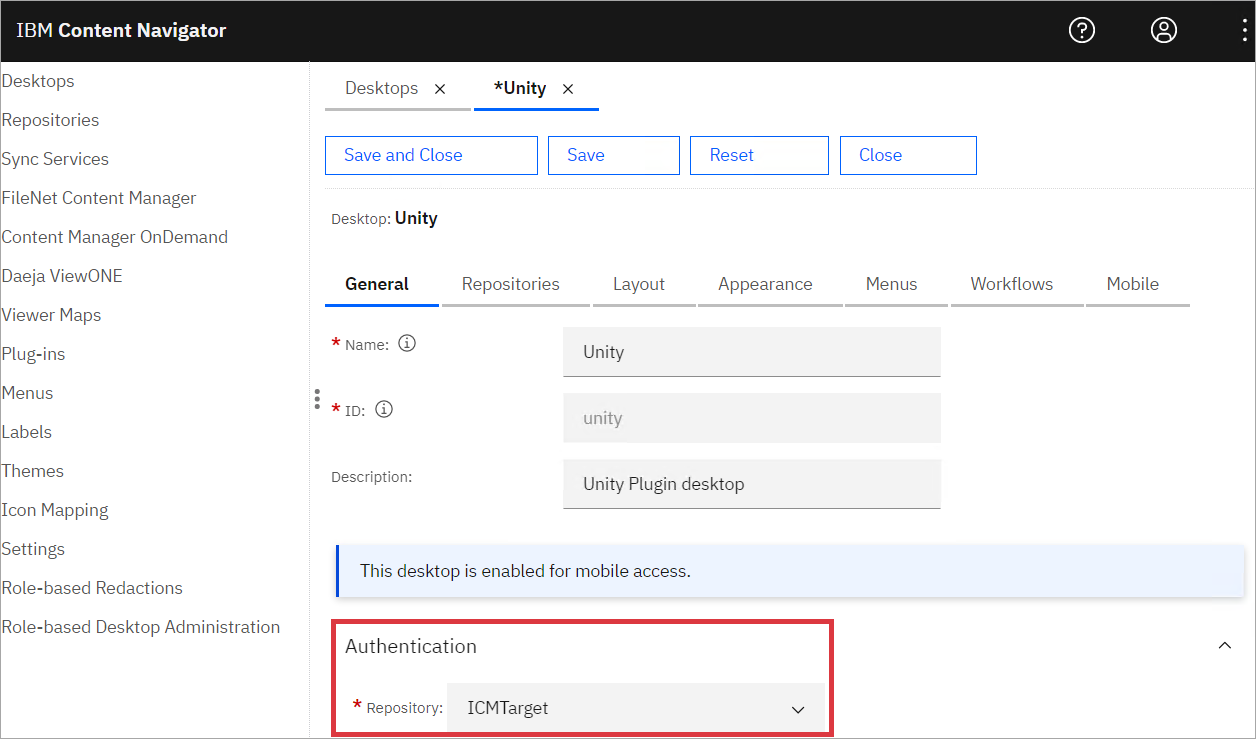 IBM Content Navigator
Desktops
Repositories
Sync Services
FileNet Content Manager
Content Manager OnDemand
Daeja ViewONE
Viewer Maps
Plug-ins
Menus
Labels
Themes
Icon Mapping
Settings
Role-based Redactions
Role-based Desktop Administration
Desktops *Unity
Save and Close Save Reset Close
Desktop: Unity
General Repositories Layout Appearance Menus Workflows Mobile
* Name: Unity
* ID: unity
Description: Unity Plugin desktop
This desktop is enabled for mobile access.
Authentication
* Repository: ICMTarget